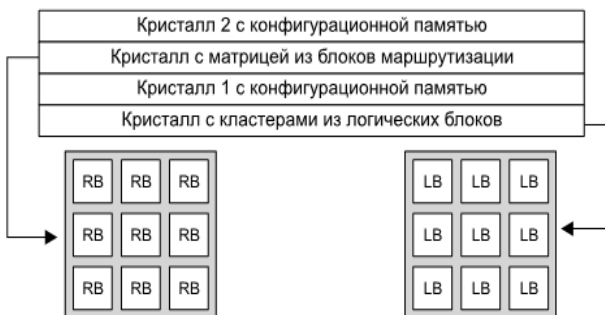 Кристалл 2 с конфигурационной памятью
Кристалл с матрицей из блоков маршрутизации
Кристалл 1 с конфигурационной памятью
Кристалл с кластерами из логических блоков
RB RB RB LB LB LB
RB RB RB LB LB LB
RB RB RB LB LB LB